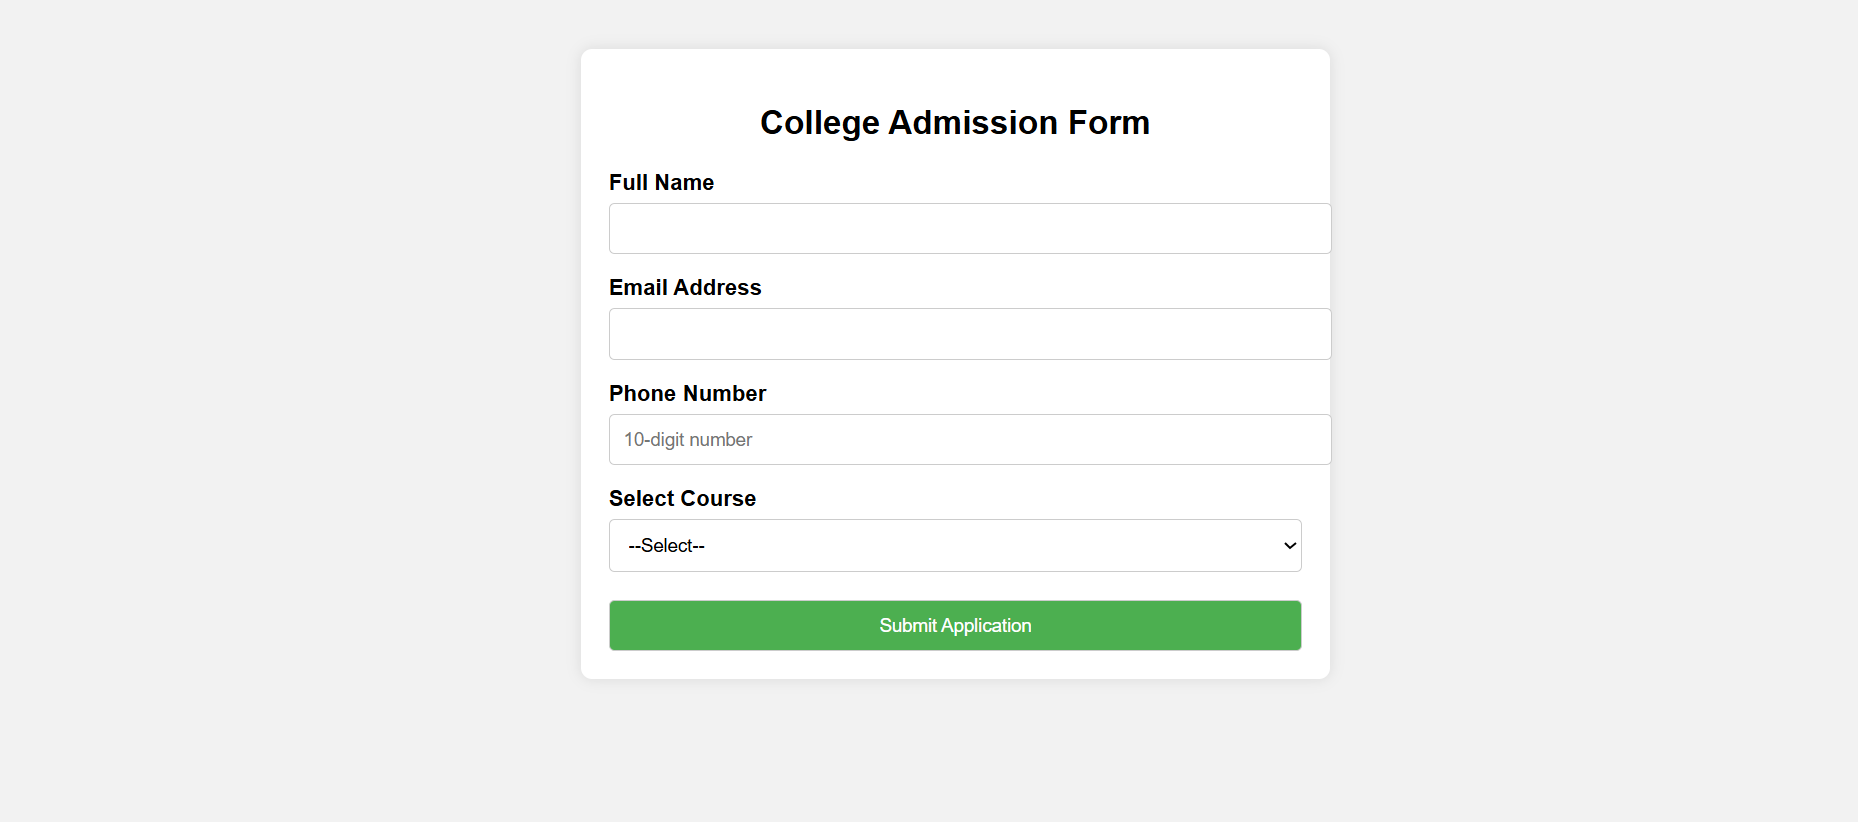 College Admission Form
Full Name
Email Address
Phone Number
10-digit number
Select Course
--Select--
Submit Application